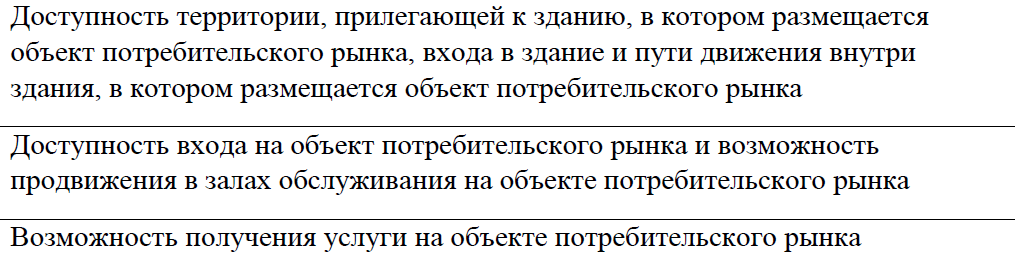 Доступность территории, прилегающей к зданию, в котором размещается
объект потребительского рынка, входа в здание и пути движения внутри
здания, в котором размещается объект потребительского рынка
Доступность входа на объект потребительского рынка и возможность
продвижения в залах обслуживания на объекте потребительского рынка
Возможность получения услуги на объекте потребительского рынка